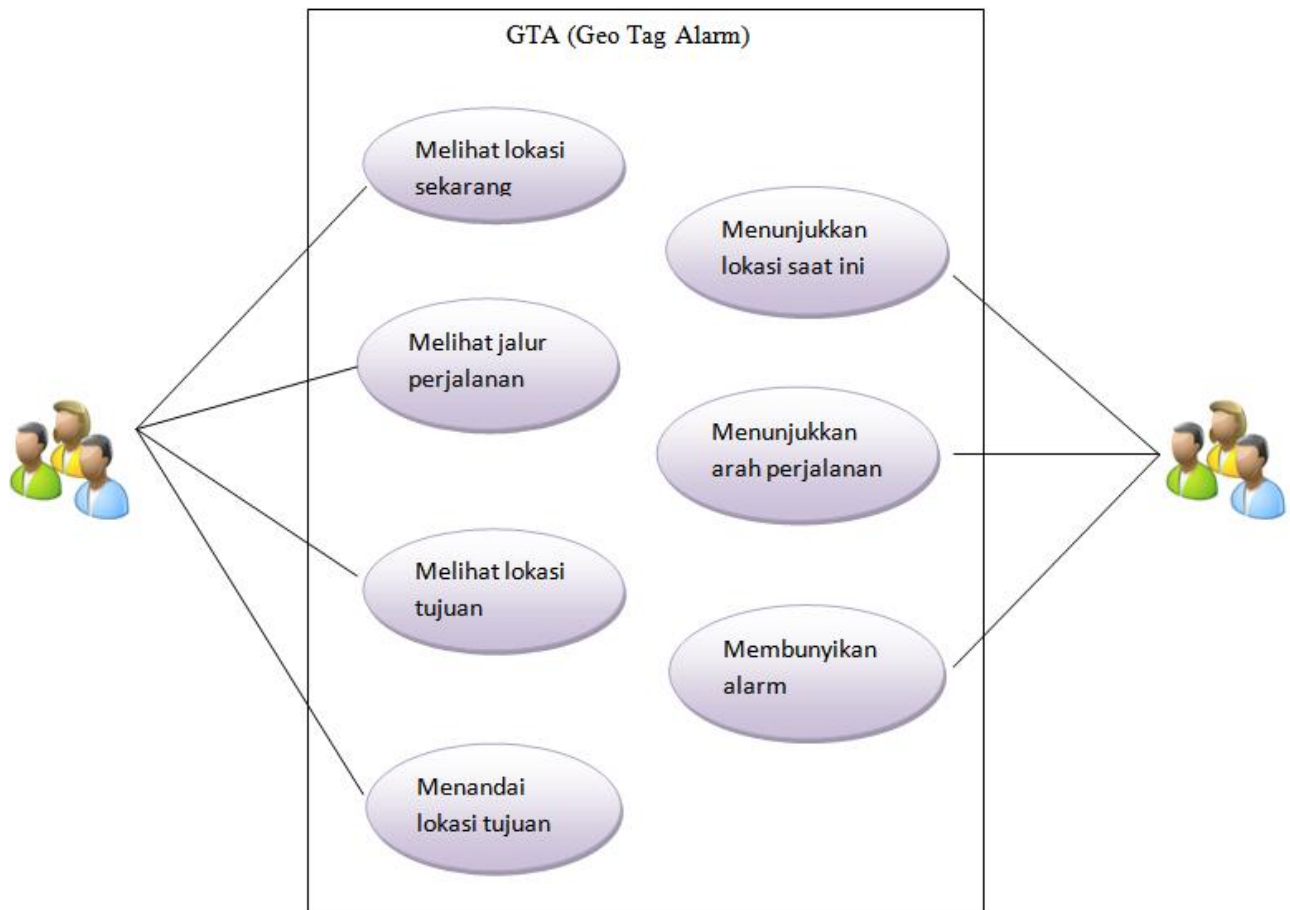 GTA (Geo Tag Alarm)
Melihat lokasi
sekarang
Melihat jalur
perjalanan
Melihat lokasi
tujuan
Menandai
lokasi tujuan
Menunjukkan
lokasi saat ini
Menunjukkan
arah perjalanan
Membunyikan
alarm